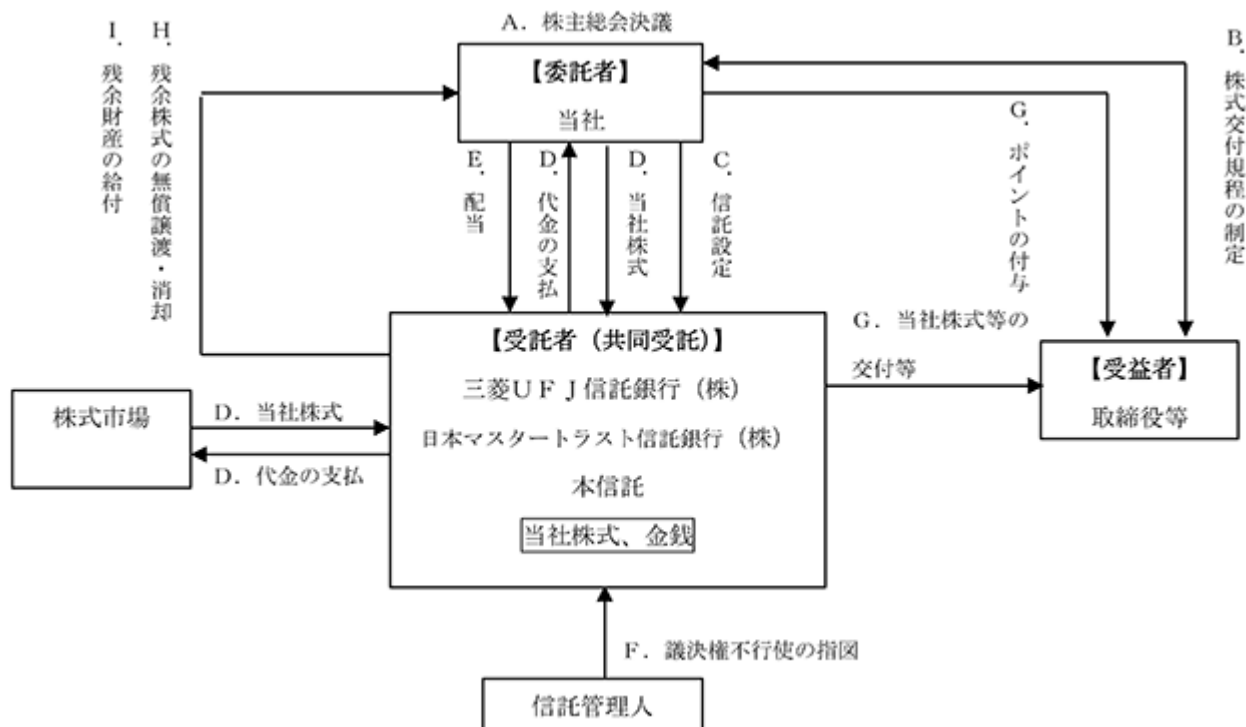 A．株主総会決議
【委託者】
当社
I．残余財産の給付
H．残余株式の無償譲渡・消却
E．配当
D．代金の支払
D．当社株式
C．信託設定
G．ポイントの付与
B．株式交付規程の制定
【受託者（共同受託）】
三菱ＵＦＪ信託銀行（株）
日本マスタートラスト信託銀行（株）
本信託
当社株式、金銭
G．当社株式等の
交付等
【受益者】
取締役等
株式市場
D．当社株式
D．代金の支払
F．議決権不行使の指図
信託管理人